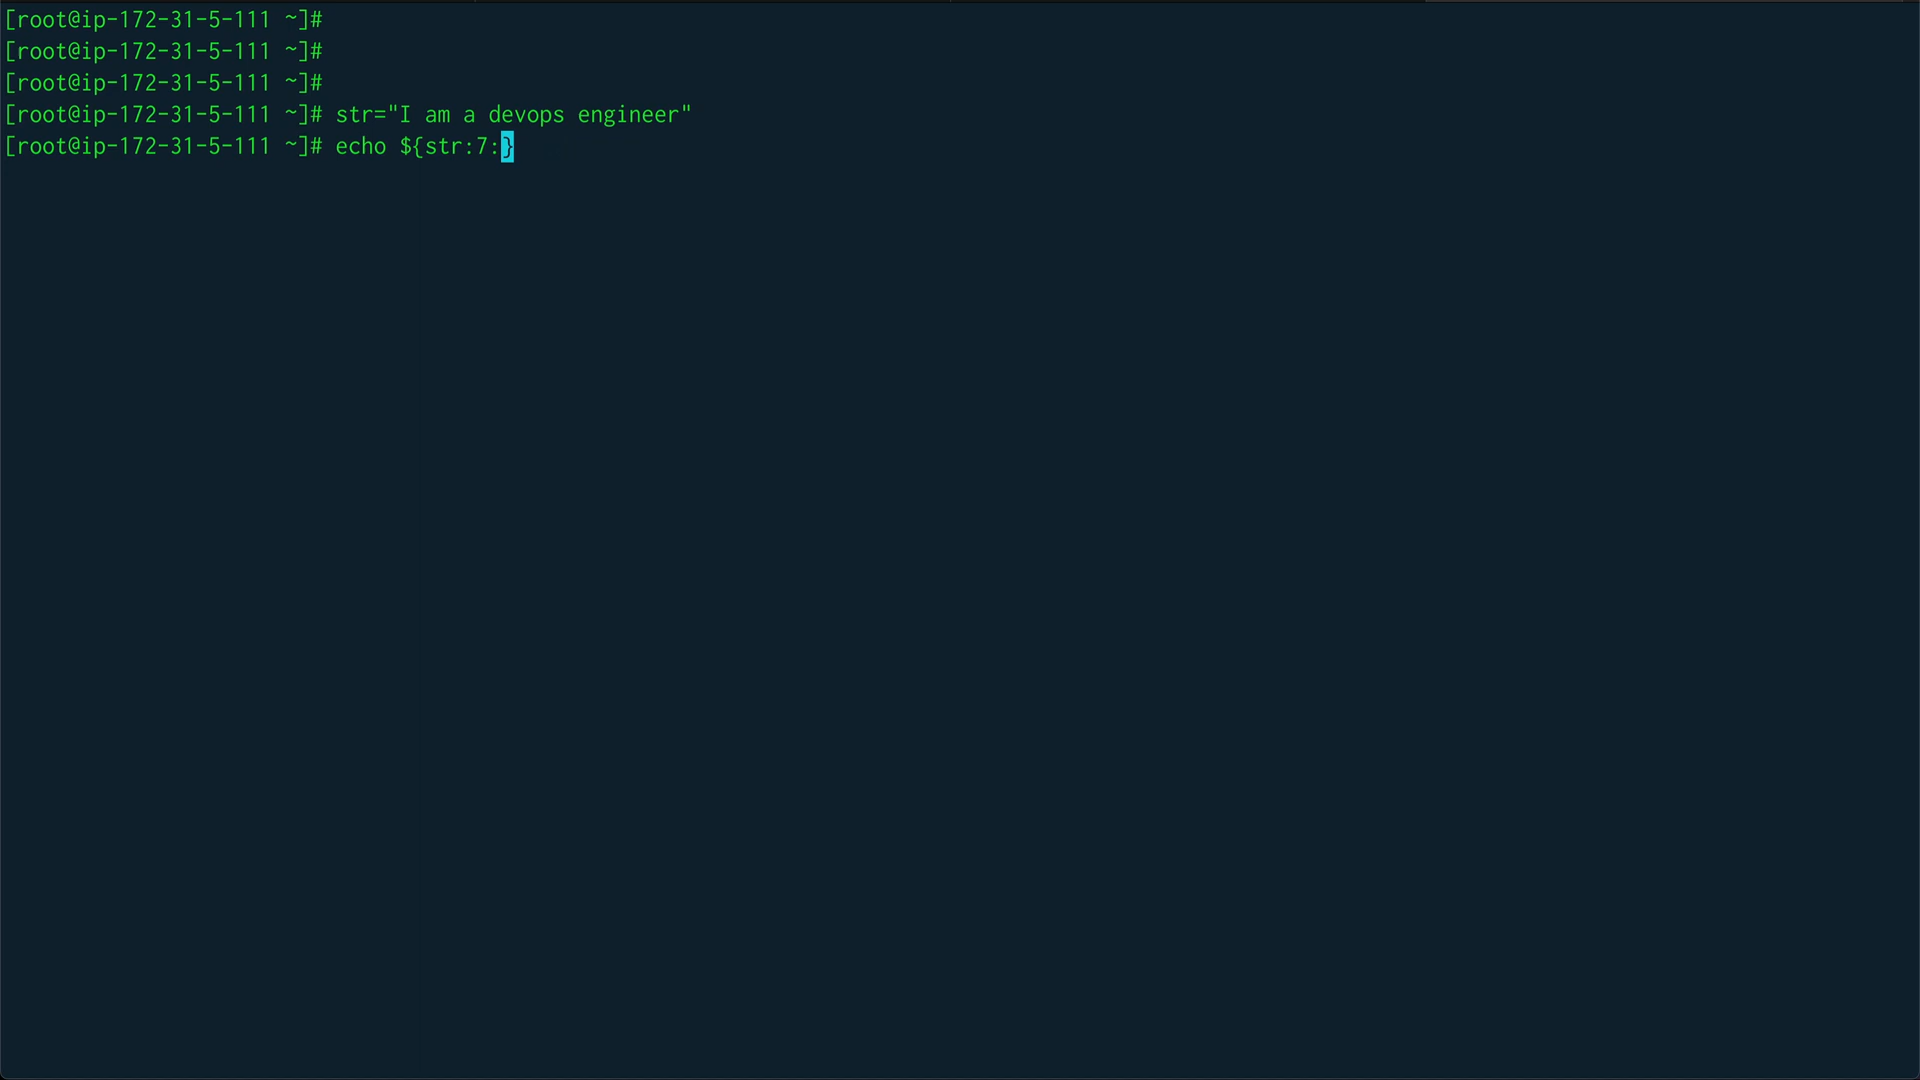 [root@ip-172-31-5-111 ~]#
[root@ip-172-31-5-111 ~]#
[root@ip-172-31-5-111 ~]#
[root@ip-172-31-5-111 ~]# str="I am a devops engineer"
[root@ip-172-31-5-111 ~]# echo ${str:7:}